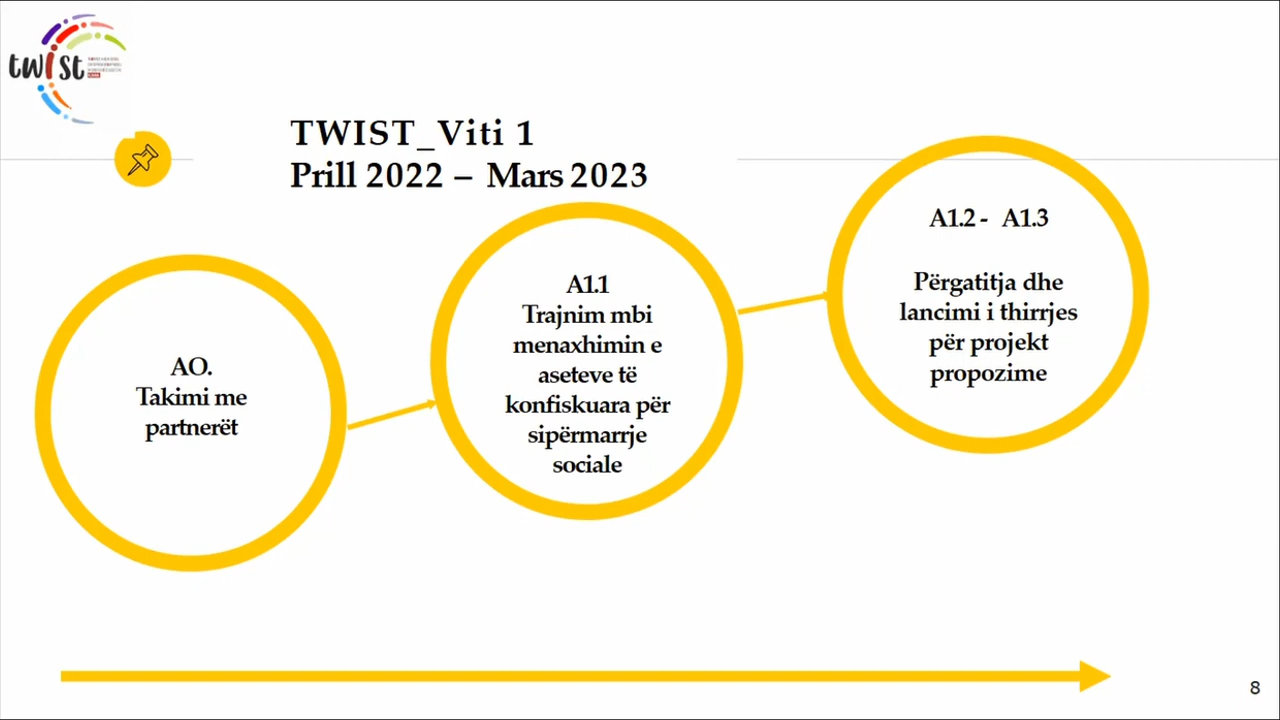 twist
TWIST_Viti 1
Prill 2022 – Mars 2023
AO.
Takimi me
partnerët
A1.1
Trajnim mbi
menaxhimin e
aseteve të
konfiskuara për
sipërmarrje
sociale
A1.2 - A1.3
Përgatitja dhe
lancimi i thirrjes
për projekt
propozime
8